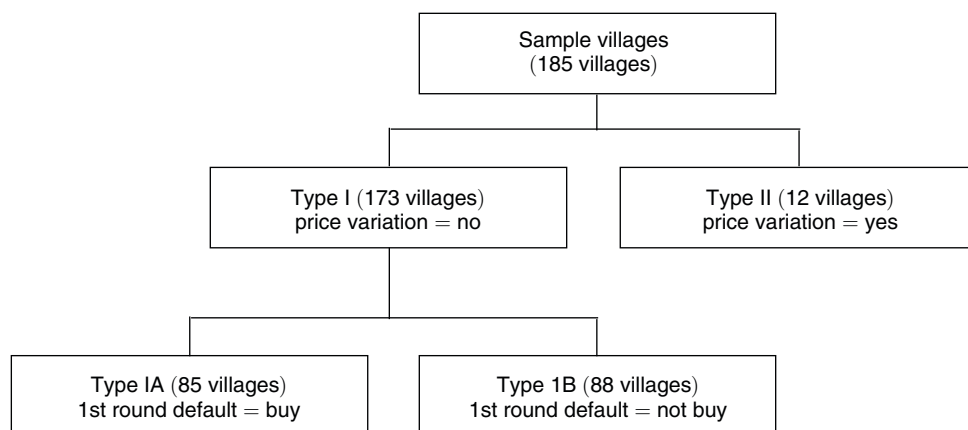 Sample villages
(185 villages)
Type I (173 villages)
price variation = no
Type II (12 villages)
price variation = yes
Type IA (85 villages)
1st round default = buy
Type 1B (88 villages)
1st round default = not buy